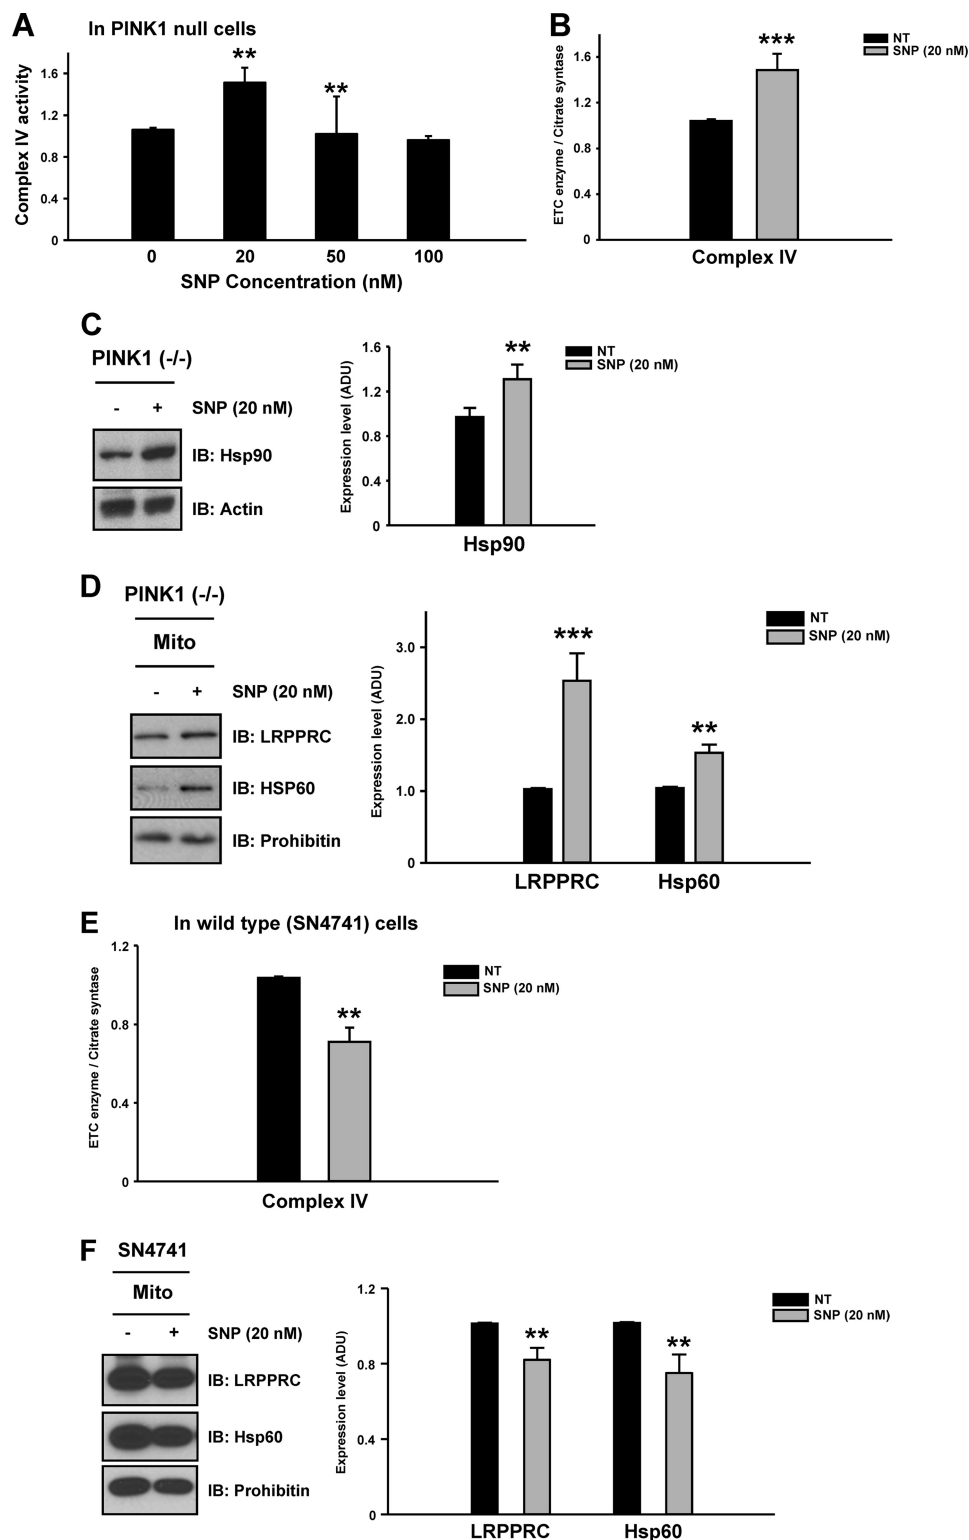 A In PINK1 null cells
Complex IV activity
1.6
1.2
0.8
0.4
0
** **
0 20 50 100
SNP Concentration (nM)
B
ETC enzyme / Citrate syntase
1.6
1.2
0.8
0.4
0
***
Complex IV
NT
SNP (20 nM)
C
PINK1 (-/-)
- + SNP (20 nM)
IB: Hsp90
IB: Actin
Expression level (ADU)
1.6
1.2
0.8
0.4
0
**
Hsp90
NT
SNP (20 nM)
D
PINK1 (-/-)
Mito
- + SNP (20 nM)
IB: LRPPRC
IB: HSP60
IB: Prohibitin
Expression level (ADU)
3.0
2.0
1.0
0
*** **
LRPPRC Hsp60
NT
SNP (20 nM)
E In wild type (SN4741) cells
ETC enzyme / Citrate syntase
1.2
0.8
0.4
0
**
Complex IV
NT
SNP (20 nM)
F
SN4741
Mito
- + SNP (20 nM)
IB: LRPPRC
IB: Hsp60
IB: Prohibitin
Expression level (ADU)
1.2
0.8
0.4
0
** **
LRPPRC Hsp60
NT
SNP (20 nM)